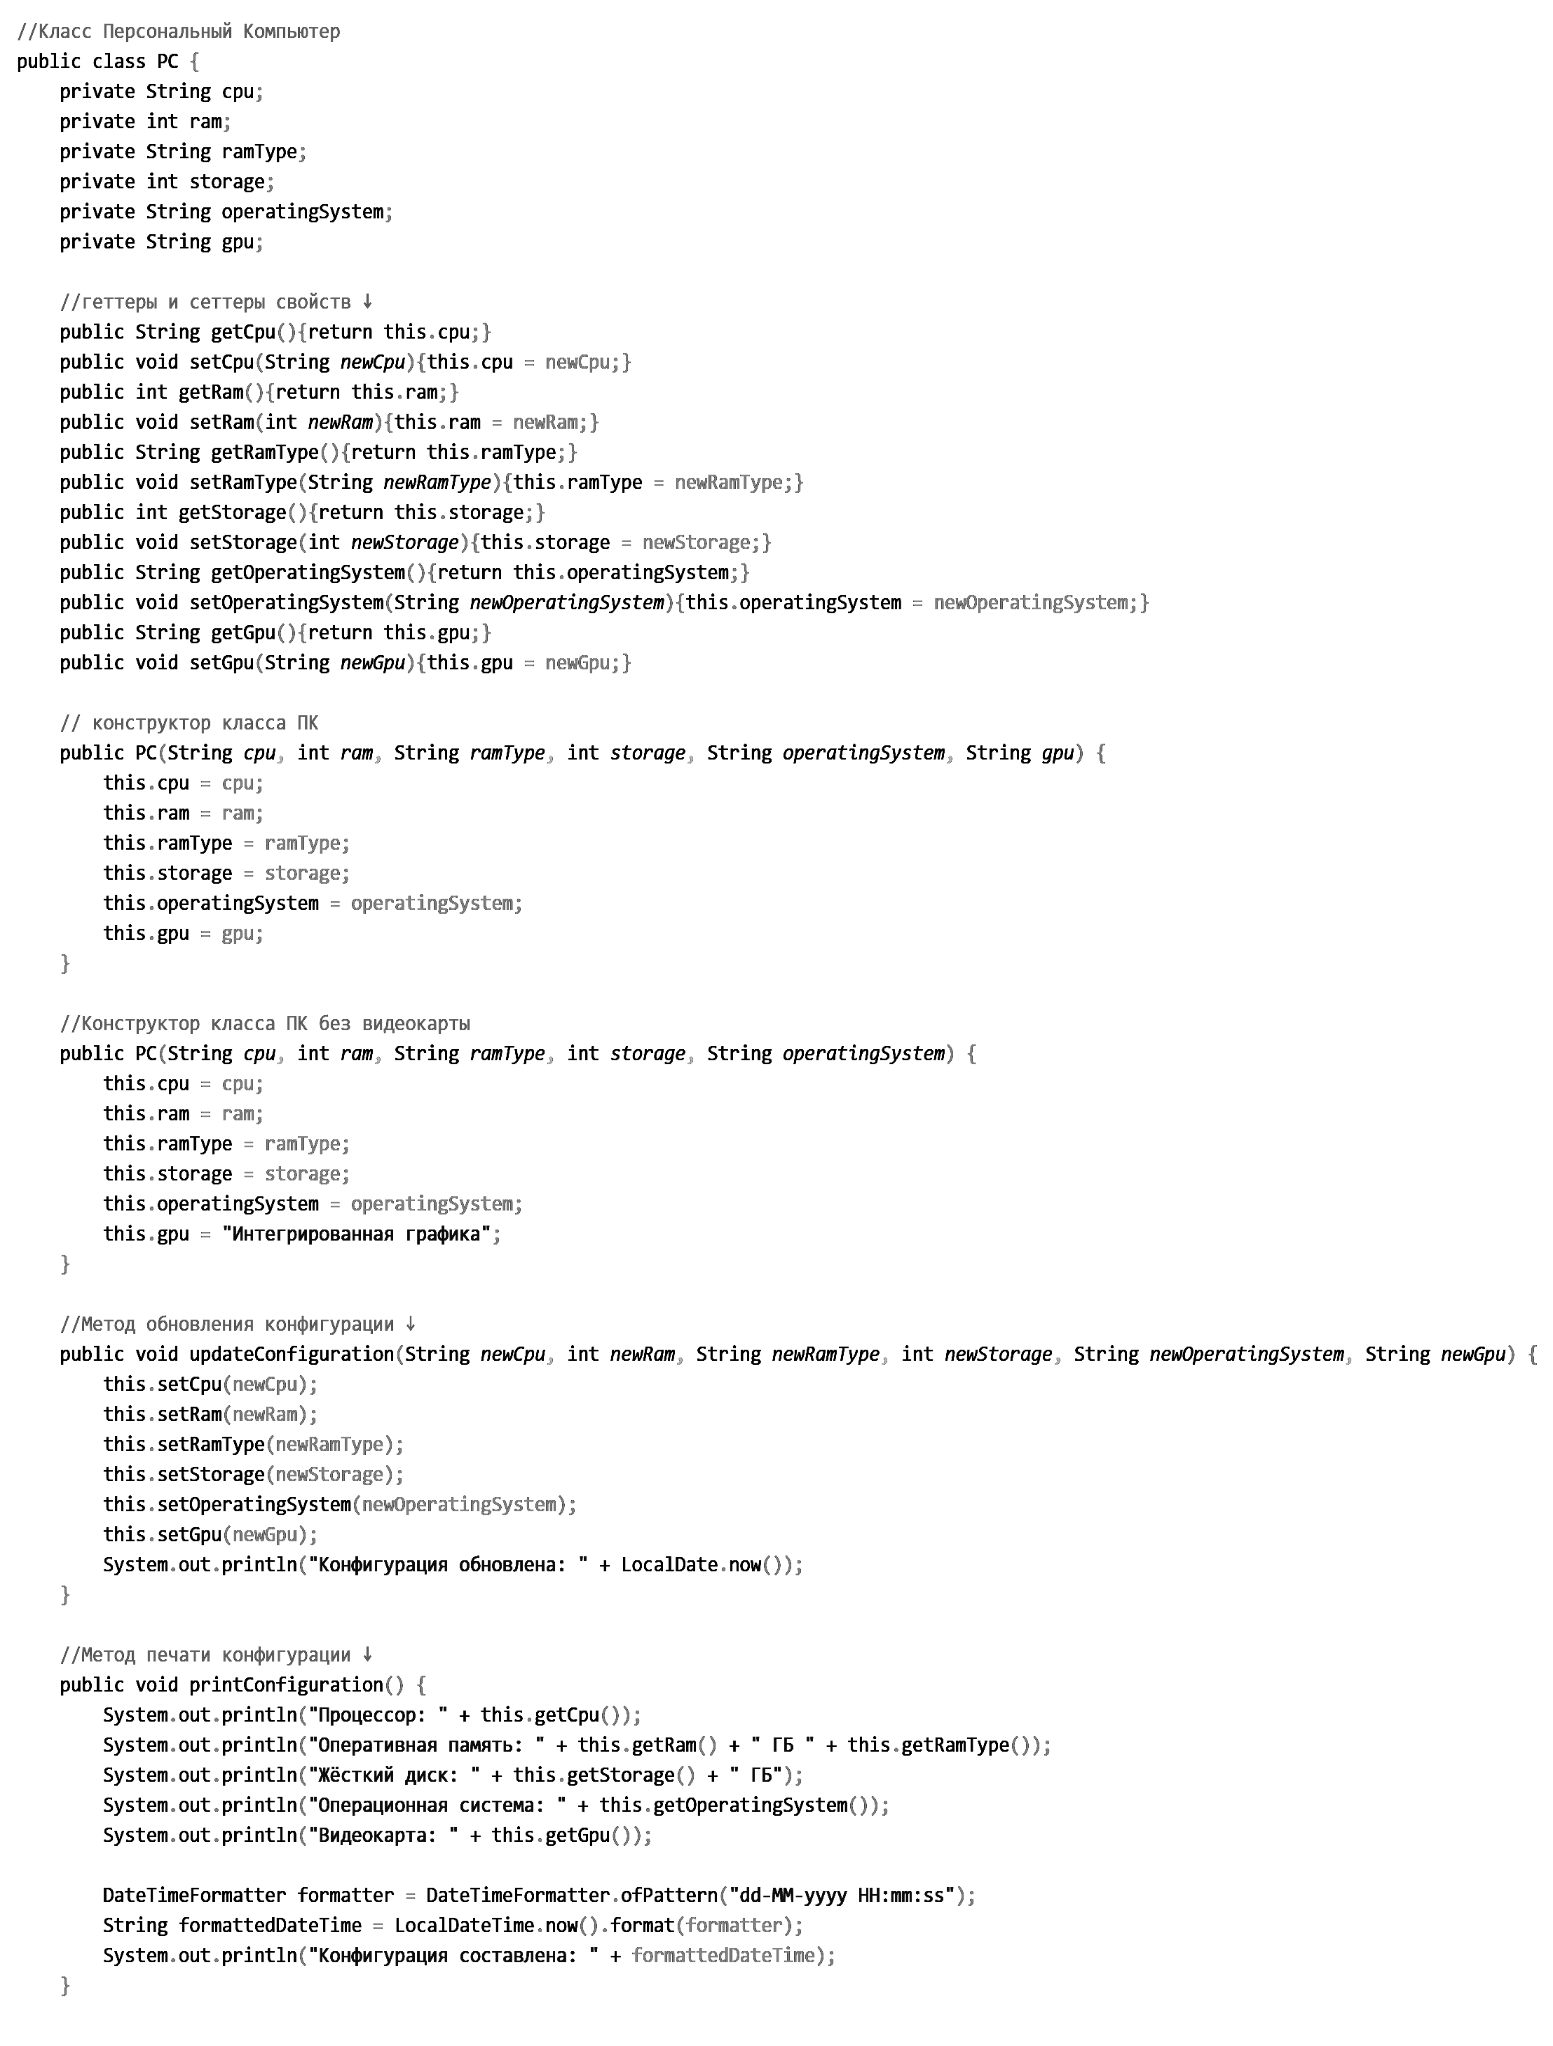 //Класс Персональный Компьютер
public class PC {
    private String cpu;
    private int ram;
    private String ramType;
    private int storage;
    private String operatingSystem;
    private String gpu;

    //геттеры и сеттеры свойств ↓
    public String getCpu(){return this.cpu;}
    public void setCpu(String newCpu){this.cpu = newCpu;}
    public int getRam(){return this.ram;}
    public void setRam(int newRam){this.ram = newRam;}
    public String getRamType(){return this.ramType;}
    public void setRamType(String newRamType){this.ramType = newRamType;}
    public int getStorage(){return this.storage;}
    public void setStorage(int newStorage){this.storage = newStorage;}
    public String getOperatingSystem(){return this.operatingSystem;}
    public void setOperatingSystem(String newOperatingSystem){this.operatingSystem = newOperatingSystem;}
    public String getGpu(){return this.gpu;}
    public void setGpu(String newGpu){this.gpu = newGpu;}

    // конструктор класса ПК
    public PC(String cpu, int ram, String ramType, int storage, String operatingSystem, String gpu) {
        this.cpu = cpu;
        this.ram = ram;
        this.ramType = ramType;
        this.storage = storage;
        this.operatingSystem = operatingSystem;
        this.gpu = gpu;
    }

    //Конструктор класса ПК без видеокарты
    public PC(String cpu, int ram, String ramType, int storage, String operatingSystem) {
        this.cpu = cpu;
        this.ram = ram;
        this.ramType = ramType;
        this.storage = storage;
        this.operatingSystem = operatingSystem;
        this.gpu = "Интегрированная графика";
    }

    //Метод обновления конфигурации ↓
    public void updateConfiguration(String newCpu, int newRam, String newRamType, int newStorage, String newOperatingSystem, String newGpu) {
        this.setCpu(newCpu);
        this.setRam(newRam);
        this.setRamType(newRamType);
        this.setStorage(newStorage);
        this.setOperatingSystem(newOperatingSystem);
        this.setGpu(newGpu);
        System.out.println("Конфигурация обновлена: " + LocalDate.now());
    }

    //Метод печати конфигурации ↓
    public void printConfiguration() {
        System.out.println("Процессор: " + this.getCpu());
        System.out.println("Оперативная память: " + this.getRam() + " ГБ " + this.getRamType());
        System.out.println("Жёсткий диск: " + this.getStorage() + " ГБ");
        System.out.println("Операционная система: " + this.getOperatingSystem());
        System.out.println("Видеокарта: " + this.getGpu());

        DateTimeFormatter formatter = DateTimeFormatter.ofPattern("dd-MM-yyyy HH:mm:ss");
        String formattedDateTime = LocalDateTime.now().format(formatter);
        System.out.println("Конфигурация составлена: " + formattedDateTime);
    }